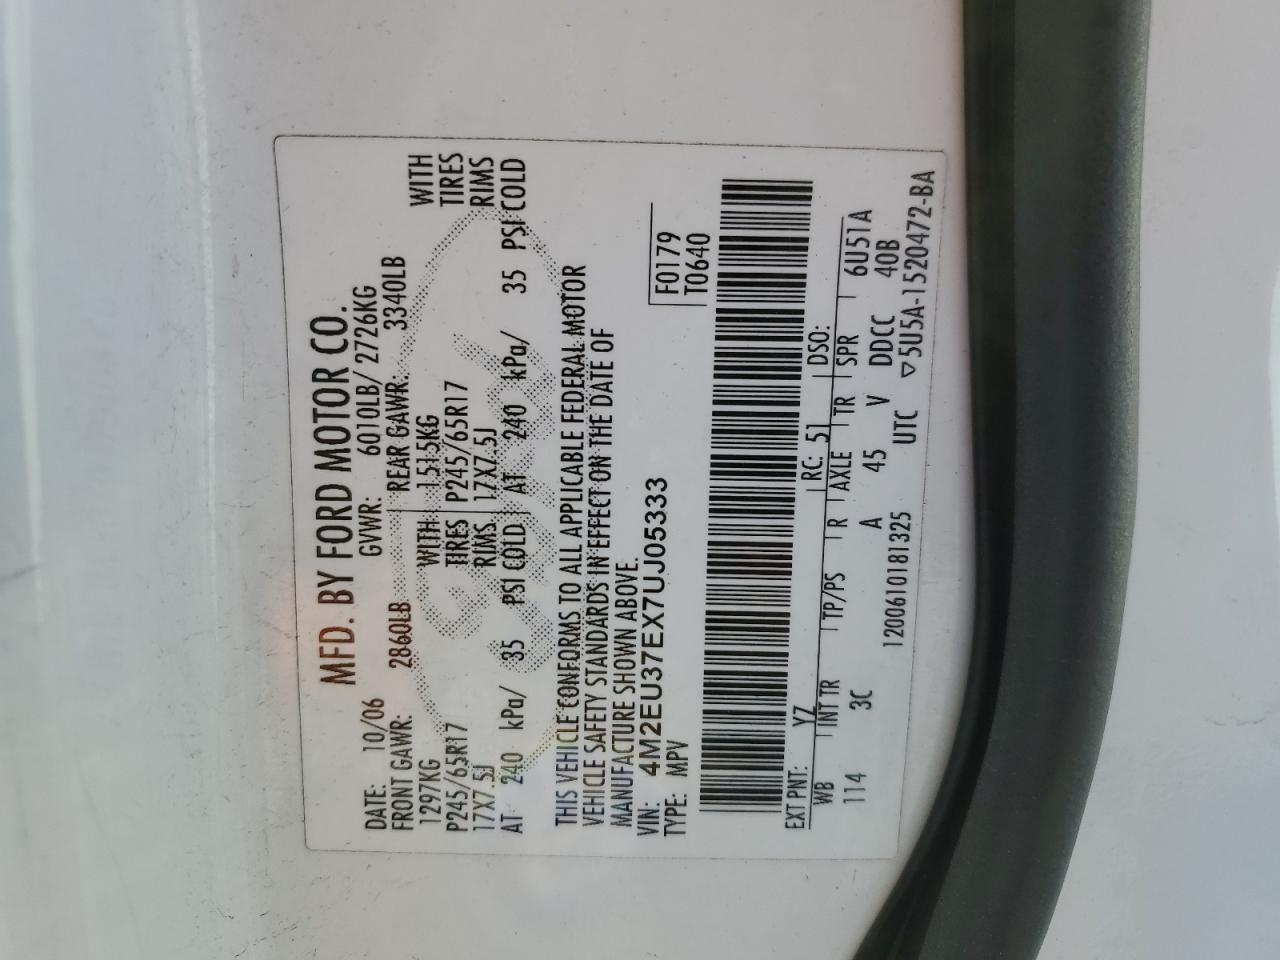 MFD. BY FORD MOTOR CO.
DATE: 10/06 GVWR: 6010LB/ 2726KG
FRONT GAWR: 2860LB REAR GAWR: 3340LB
1297KG WITH 1515KG WITH
P245/65R17 TIRES P245/65R17 TIRES
17X7.5J RIMS 17X7.5J RIMS
AT 240 kPa/ 35 PSI COLD AT 240 kPa/ 35 PSI COLD
THIS VEHICLE CONFORMS TO ALL APPLICABLE FEDERAL MOTOR
VEHICLE SAFETY STANDARDS IN EFFECT ON THE DATE OF
MANUFACTURE SHOWN ABOVE.
VIN: 4M2EU37EX7UJ05333 F0179
TYPE: MPV T0640
EXT PNT: YZ RC: 51 DSO:
WB INT TR TP/PS R AXLE TR SPR 6U51A
114 3C A 45 V DDCC 40B
120061018325 UTC ▽5U5A-1520472-BA